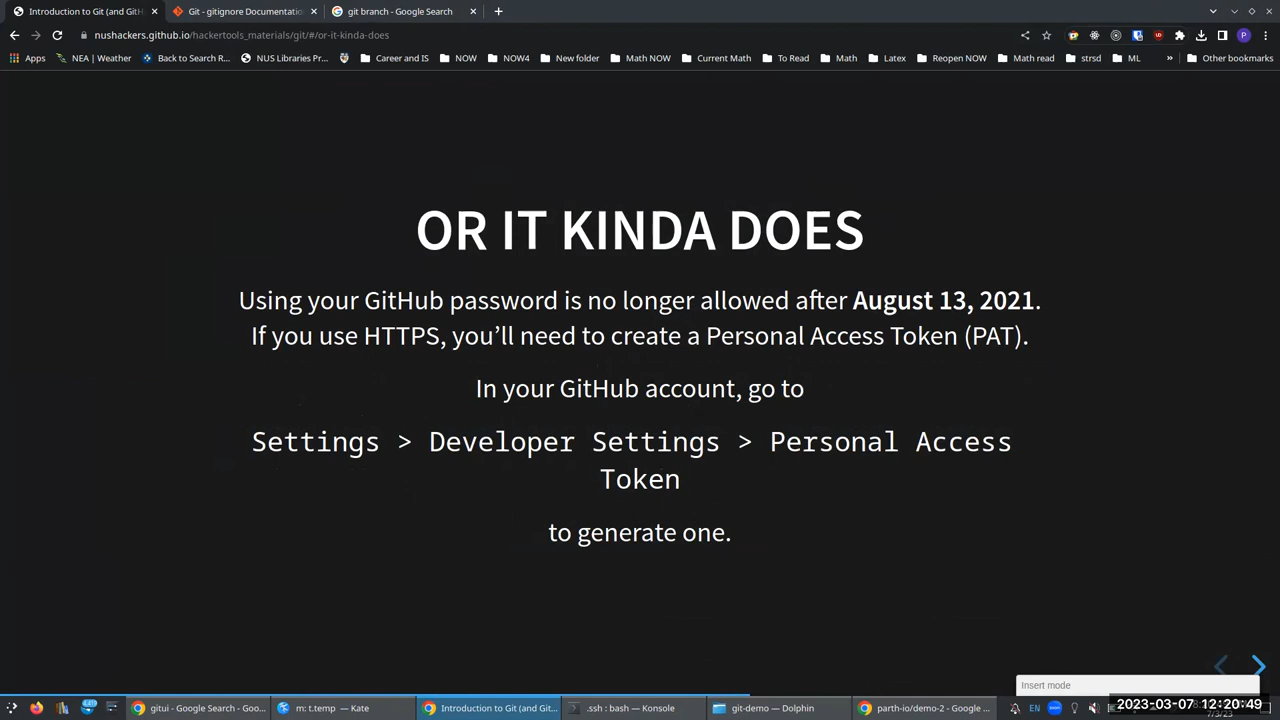 Introduction to Git (and GitH
Git - gitignore Documentatio
git branch - Google Search
nushackers.github.io/hackertools_materials/git/#/or-it-kinda-does
Apps
NEA | Weather
Back to Search R...
NUS Libraries Pr...
Career and IS
NOW
NOW4
New folder
Math NOW
Current Math
To Read
Math
Latex
Reopen NOW
Math read
strsd
ML
»
Other bookmarks
OR IT KINDA DOES
Using your GitHub password is no longer allowed after August 13, 2021.
If you use HTTPS, you’ll need to create a Personal Access Token (PAT).
In your GitHub account, go to
Settings > Developer Settings > Personal Access
Token
to generate one.
Insert mode
gitui - Google Search - Goo...
m: t.temp — Kate
Introduction to Git (and Git...
.ssh : bash — Konsole
git-demo — Dolphin
parth-io/demo-2 - Google ...
EN
2023-03-07 12:20:49
7/3/23